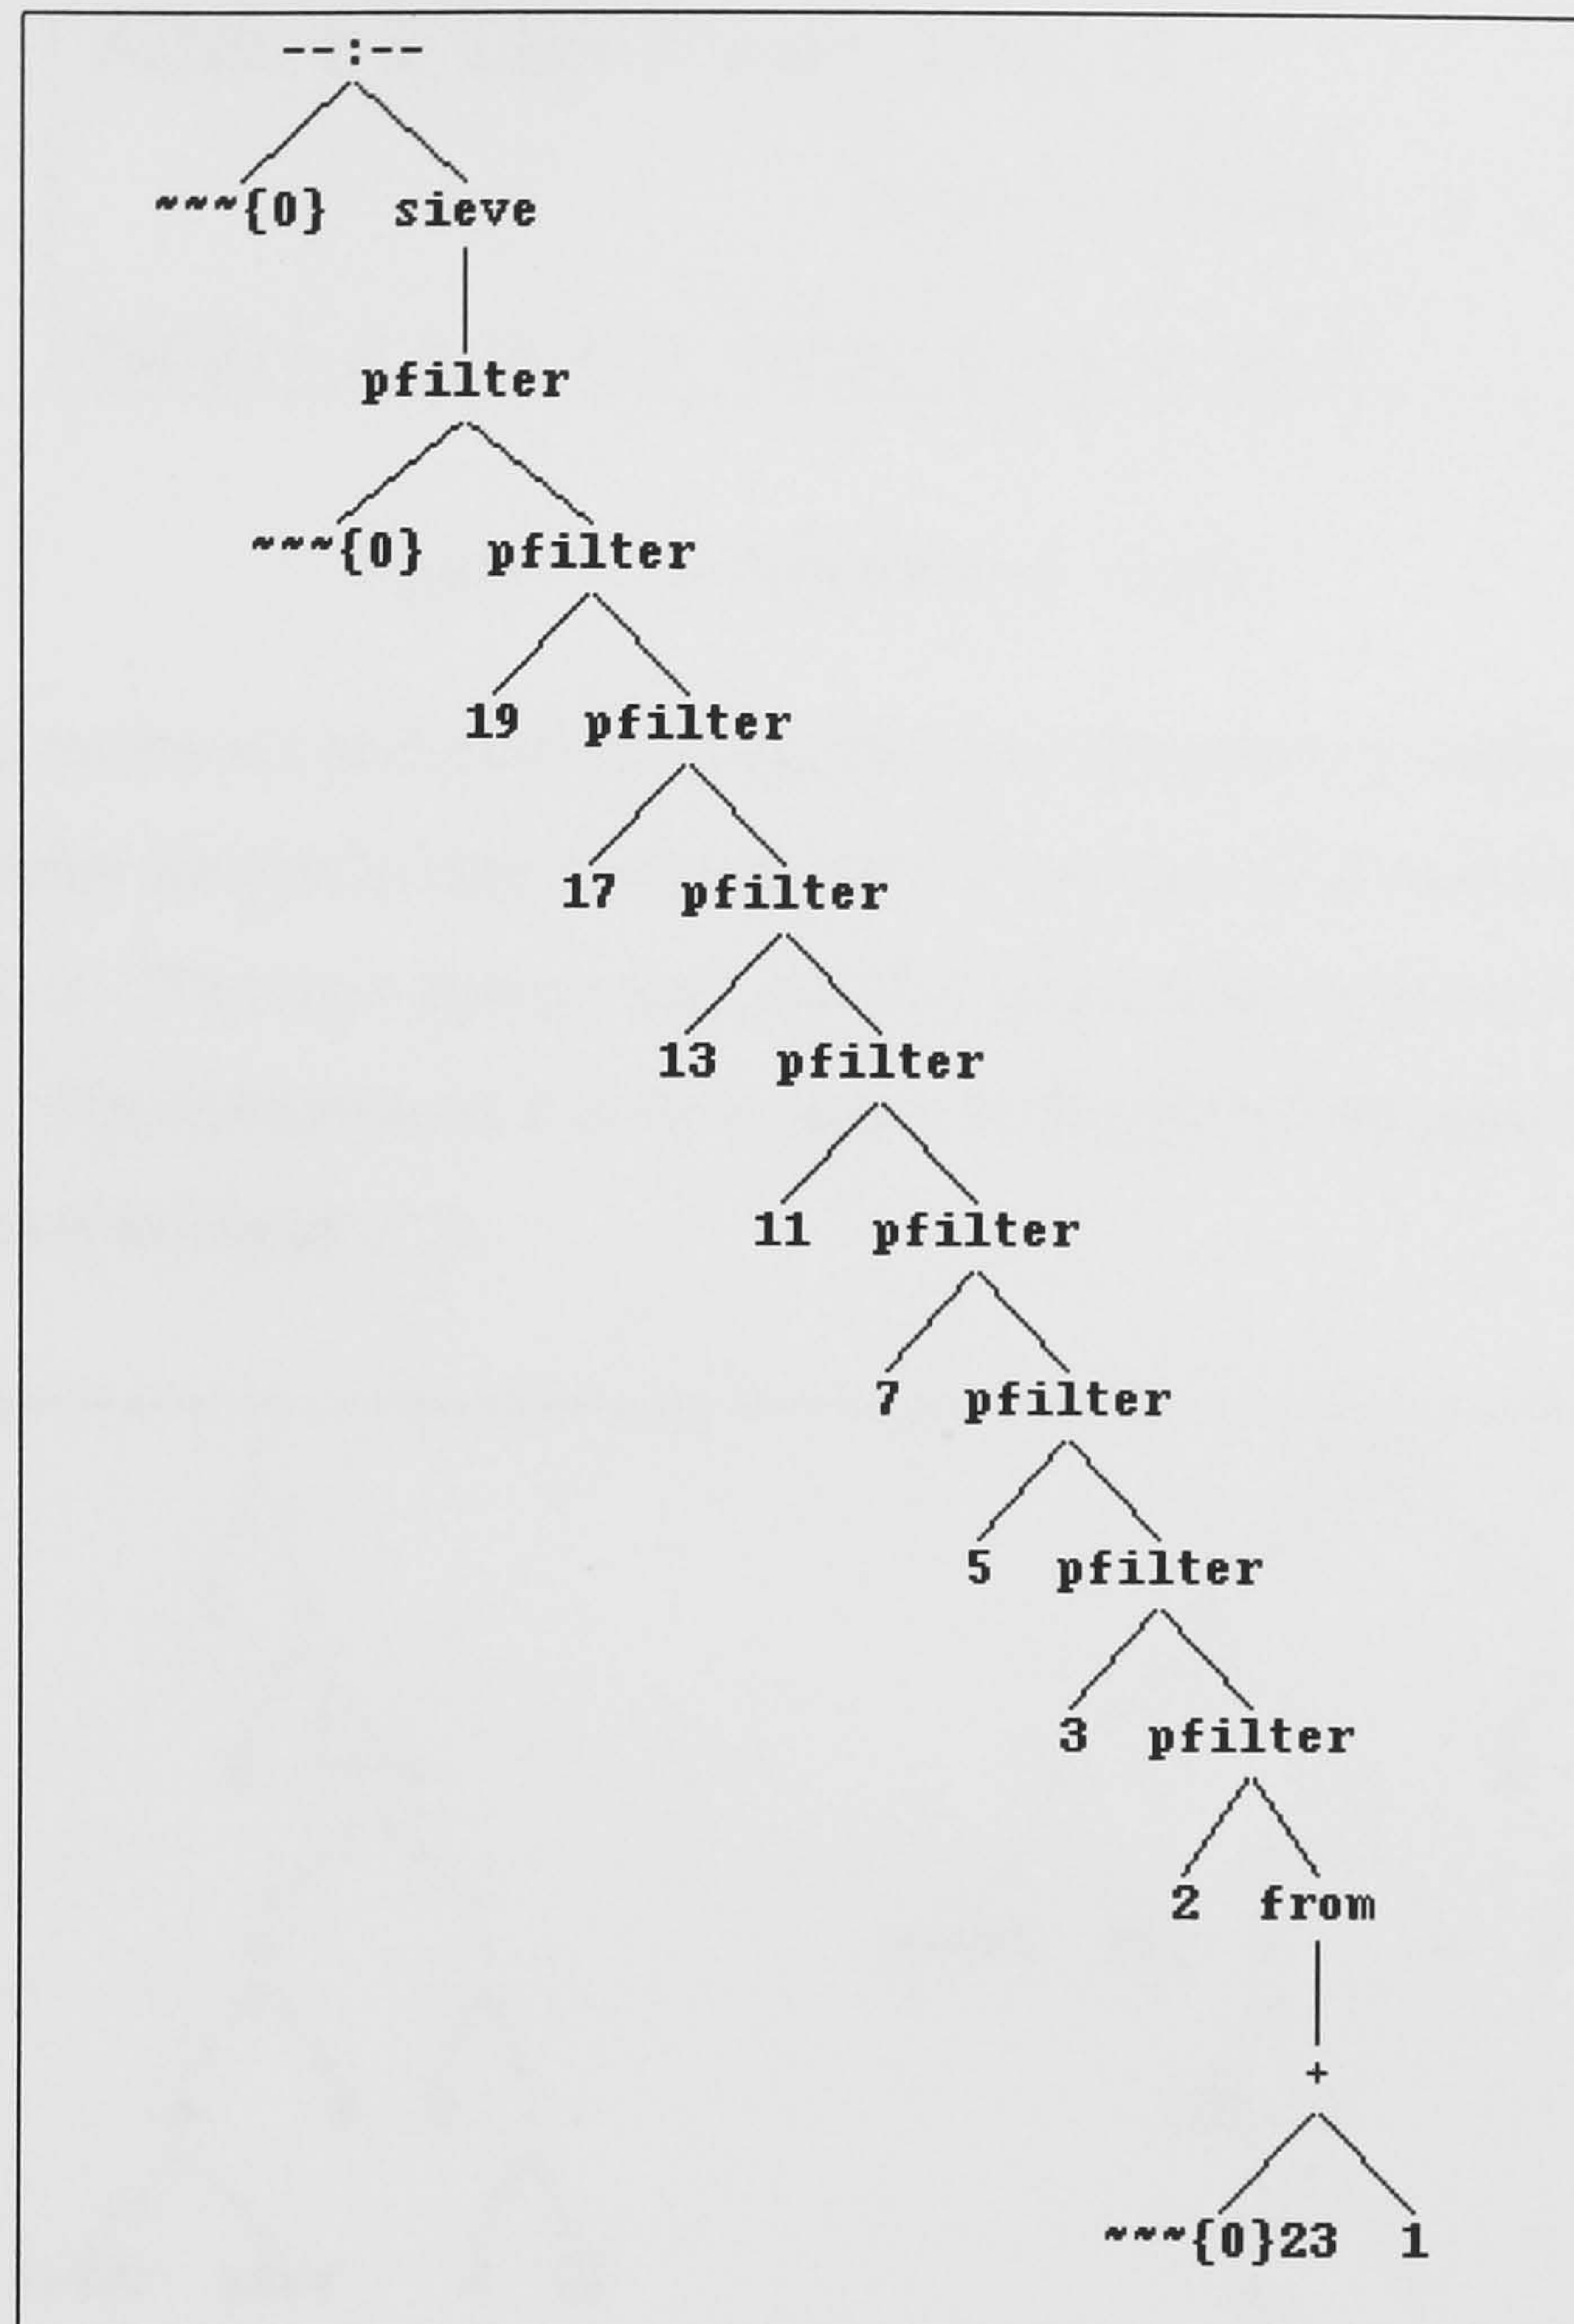 --:--
~~~{0} sieve
pfilter
~~~{0} pfilter
19 pfilter
17 pfilter
13 pfilter
11 pfilter
7 pfilter
5 pfilter
3 pfilter
2 from
+
~~~{0}23 1